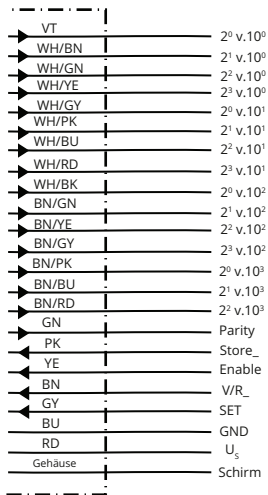 VT 2⁰ v.10⁰
WH/BN 2¹ v.10⁰
WH/GN 2² v.10⁰
WH/YE 2³ v.10⁰
WH/GY 2⁰ v.10¹
WH/PK 2¹ v.10¹
WH/BU 2² v.10¹
WH/RD 2³ v.10¹
WH/BK 2⁰ v.10²
BN/GN 2¹ v.10²
BN/YE 2² v.10²
BN/GY 2³ v.10²
BN/PK 2⁰ v.10³
BN/BU 2¹ v.10³
BN/RD 2² v.10³
GN Parity
PK Store_
YE Enable
BN V/R_
GY SET
BU GND
RD Uₛ
Gehäuse Schirm